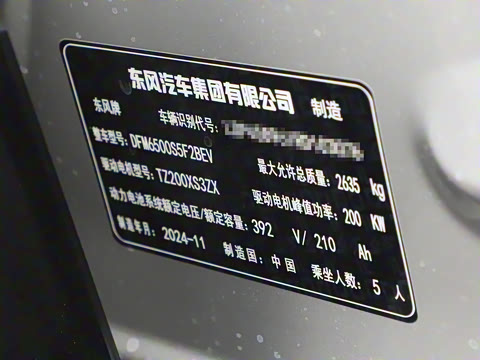 东风汽车集团有限公司 制造
东风牌 车辆识别代号:
整车型号: DFM6500S5F2BEV 最大允许总质量: 2635 kg
驱动电机型号: TZ200XS3ZX 驱动电机峰值功率: 200 KW
动力电池系统额定电压/额定容量: 392 V/ 210 Ah
制造年月: 2024-11 制造国: 中国 乘坐人数: 5 人